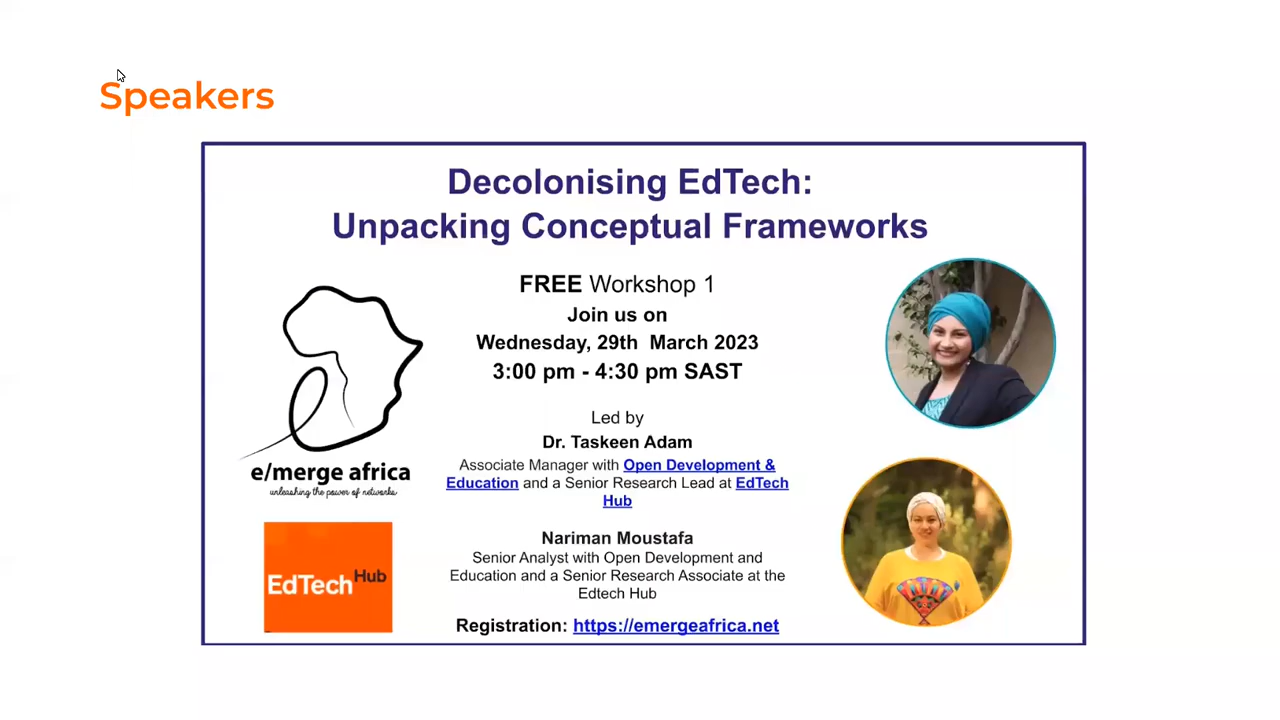 Speakers
Decolonising EdTech:
Unpacking Conceptual Frameworks
FREE Workshop 1
Join us on
Wednesday, 29th March 2023
3:00 pm - 4:30 pm SAST
Led by
Dr. Taskeen Adam
Associate Manager with Open Development &
Education and a Senior Research Lead at EdTech
Hub
Nariman Moustafa
Senior Analyst with Open Development and
Education and a Senior Research Associate at the
Edtech Hub
Registration: https://emergeafrica.net
e/merge africa
unleashing the power of networks
EdTech Hub